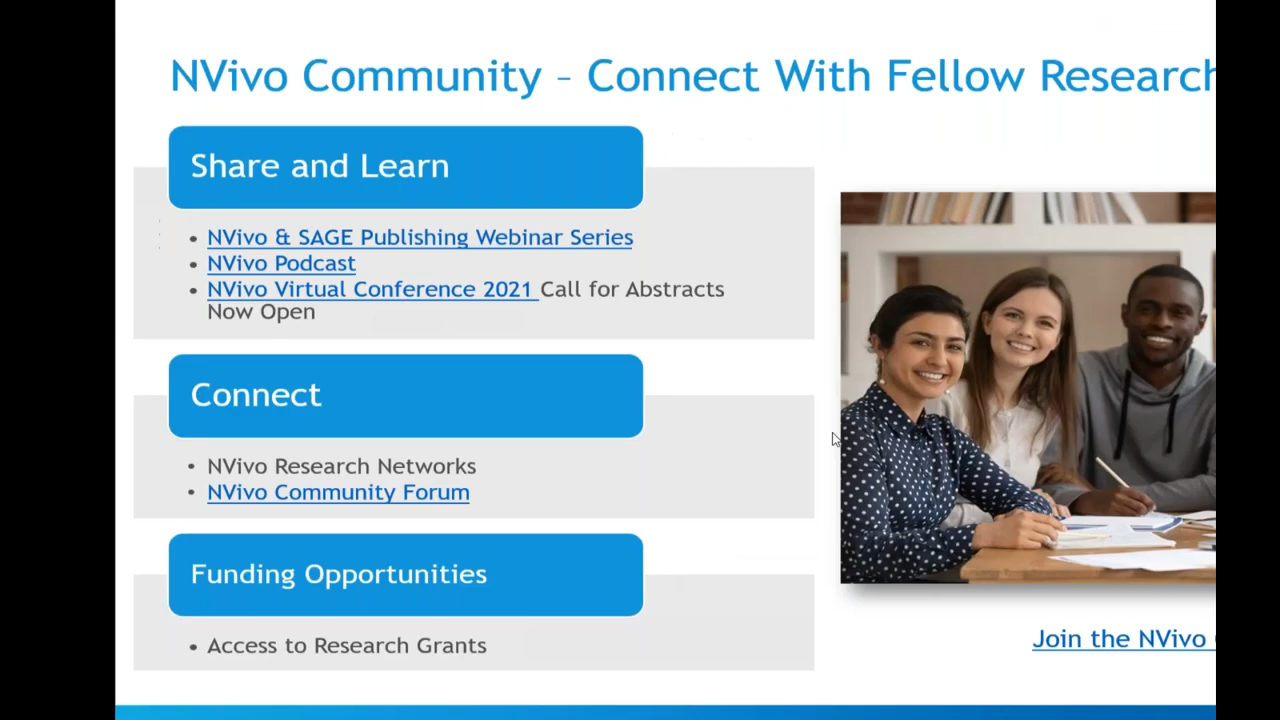 NVivo Community – Connect With Fellow Research
Share and Learn
• NVivo & SAGE Publishing Webinar Series
• NVivo Podcast
• NVivo Virtual Conference 2021 Call for Abstracts
Now Open
Connect
• NVivo Research Networks
• NVivo Community Forum
Funding Opportunities
• Access to Research Grants
Join the NVivo